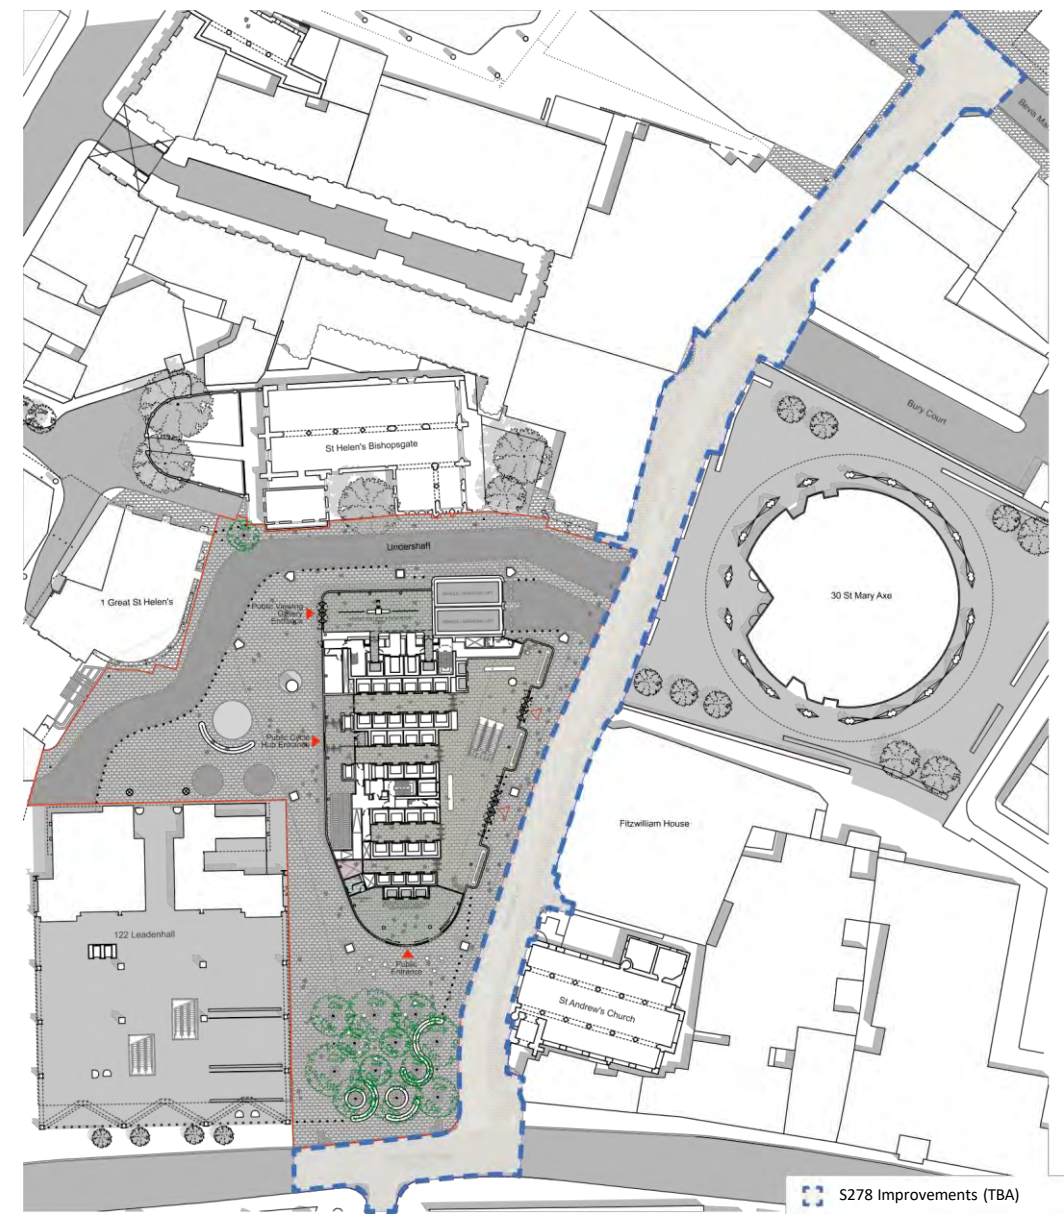 Bevis Ma
Bury Court
St Helen's Bishopsgate
Undershaft
1 Great St Helen's
Public Viewing
Gallery
Entrance
30 St Mary Axe
Public Civic
Hub Entrance
Fitzwilliam House
122 Leadenhall
Public
Entrance
St Andrew's Church
S278 Improvements (TBA)